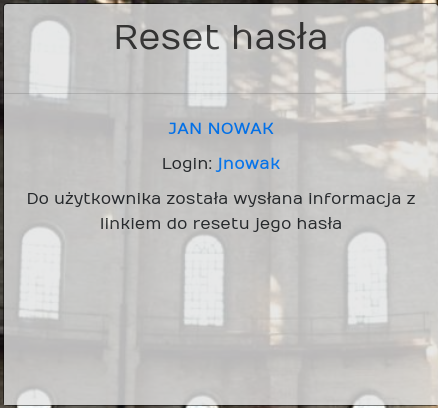 Reset hasła
JAN NOWAK
Login: jnowak
Do użytkownika została wysłana informacja z
linkiem do resetu jego hasła